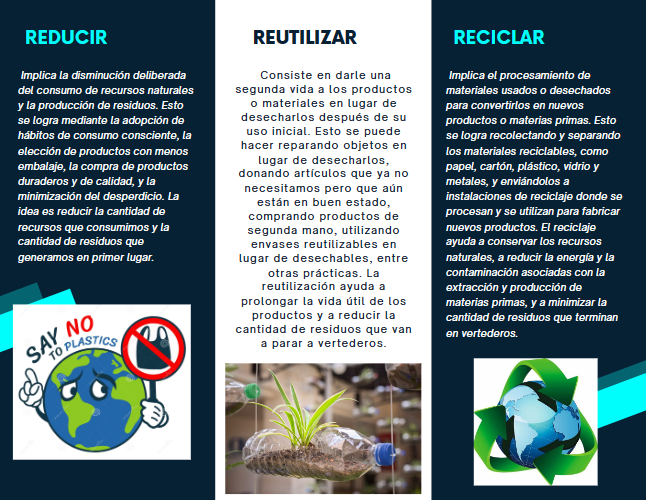 REDUCIR
Implica la disminución deliberada
del consumo de recursos naturales
y la producción de residuos. Esto
se logra mediante la adopción de
hábitos de consumo consciente, la
elección de productos con menos
embalaje, la compra de productos
duraderos y de calidad, y la
minimización del desperdicio. La
idea es reducir la cantidad de
recursos que consumimos y la
cantidad de residuos que
generamos en primer lugar.
SAY NO
TO PLASTICS
REUTILIZAR
Consiste en darle una
segunda vida a los productos
o materiales en lugar de
desecharlos después de su
uso inicial. Esto se puede
hacer reparando objetos en
lugar de desecharlos,
donando artículos que ya no
necesitamos pero que aún
están en buen estado,
comprando productos de
segunda mano, utilizando
envases reutilizables en
lugar de desechables, entre
otras prácticas. La
reutilización ayuda a
prolongar la vida útil de los
productos y a reducir la
cantidad de residuos que van
a parar a vertederos.
RECICLAR
Implica el procesamiento de
materiales usados o desechados
para convertirlos en nuevos
productos o materias primas. Esto
se logra recolectando y separando
los materiales reciclables, como
papel, cartón, plástico, vidrio y
metales, y enviándolos a
instalaciones de reciclaje donde se
procesan y se utilizan para fabricar
nuevos productos. El reciclaje
ayuda a conservar los recursos
naturales, a reducir la energía y la
contaminación asociadas con la
extracción y producción de
materias primas, y a minimizar la
cantidad de residuos que terminan
en vertederos.